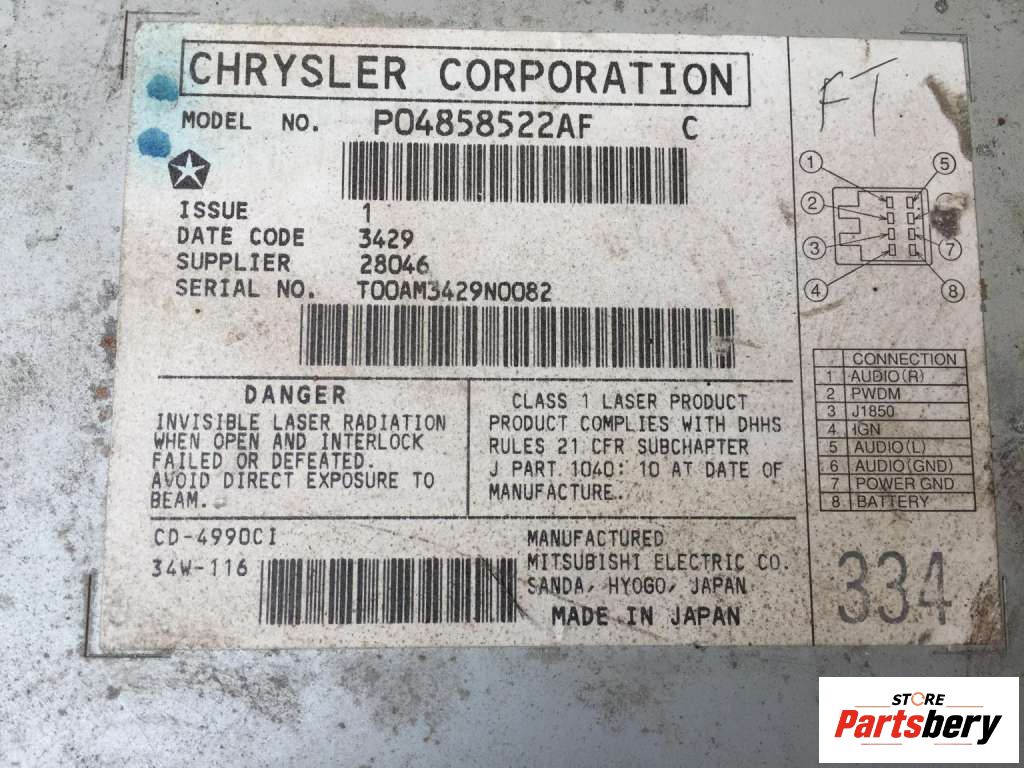 CHRYSLER CORPORATION
MODEL NO. P04858522AF C
ISSUE 1
DATE CODE 3429
SUPPLIER 28046
SERIAL NO. T00AM3429N0082
DANGER
INVISIBLE LASER RADIATION
WHEN OPEN AND INTERLOCK
FAILED OR DEFEATED.
AVOID DIRECT EXPOSURE TO
BEAM.
CLASS 1 LASER PRODUCT
PRODUCT COMPLIES WITH DHHS
RULES 21 CFR SUBCHAPTER
J PART 1040: 10 AT DATE OF
MANUFACTURE.
CD-4990CI
34W-116
MANUFACTURED
MITSUBISHI ELECTRIC CO.
SANDA, HYOGO, JAPAN
MADE IN JAPAN
FT
1 5
2
3 7
4 8
CONNECTION
1 AUDIO(R)
2 PWDM
3 J1850
4 IGN
5 AUDIO(L)
6 AUDIO(GND)
7 POWER GND
8 BATTERY
334
STORE
Partsbery